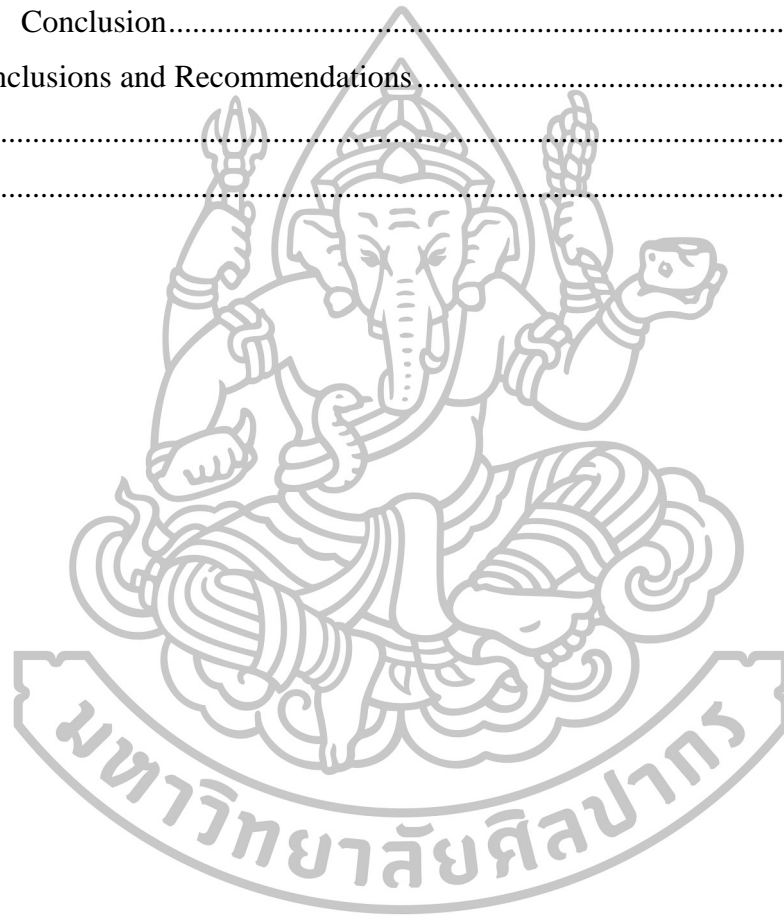 Conclusion....................................................................................
nclusions and Recommendations....................................................
....................................................................................................
....................................................................................................
มหาวิทยาลัยศิลปากร